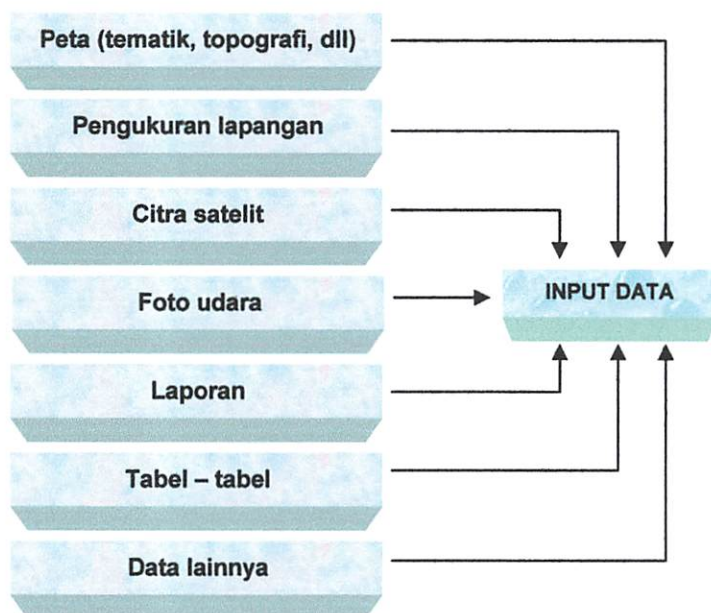 Peta (tematik, topografi, dll)
Pengukuran lapangan
Citra satelit
Foto udara
INPUT DATA
Laporan
Tabel – tabel
Data lainnya